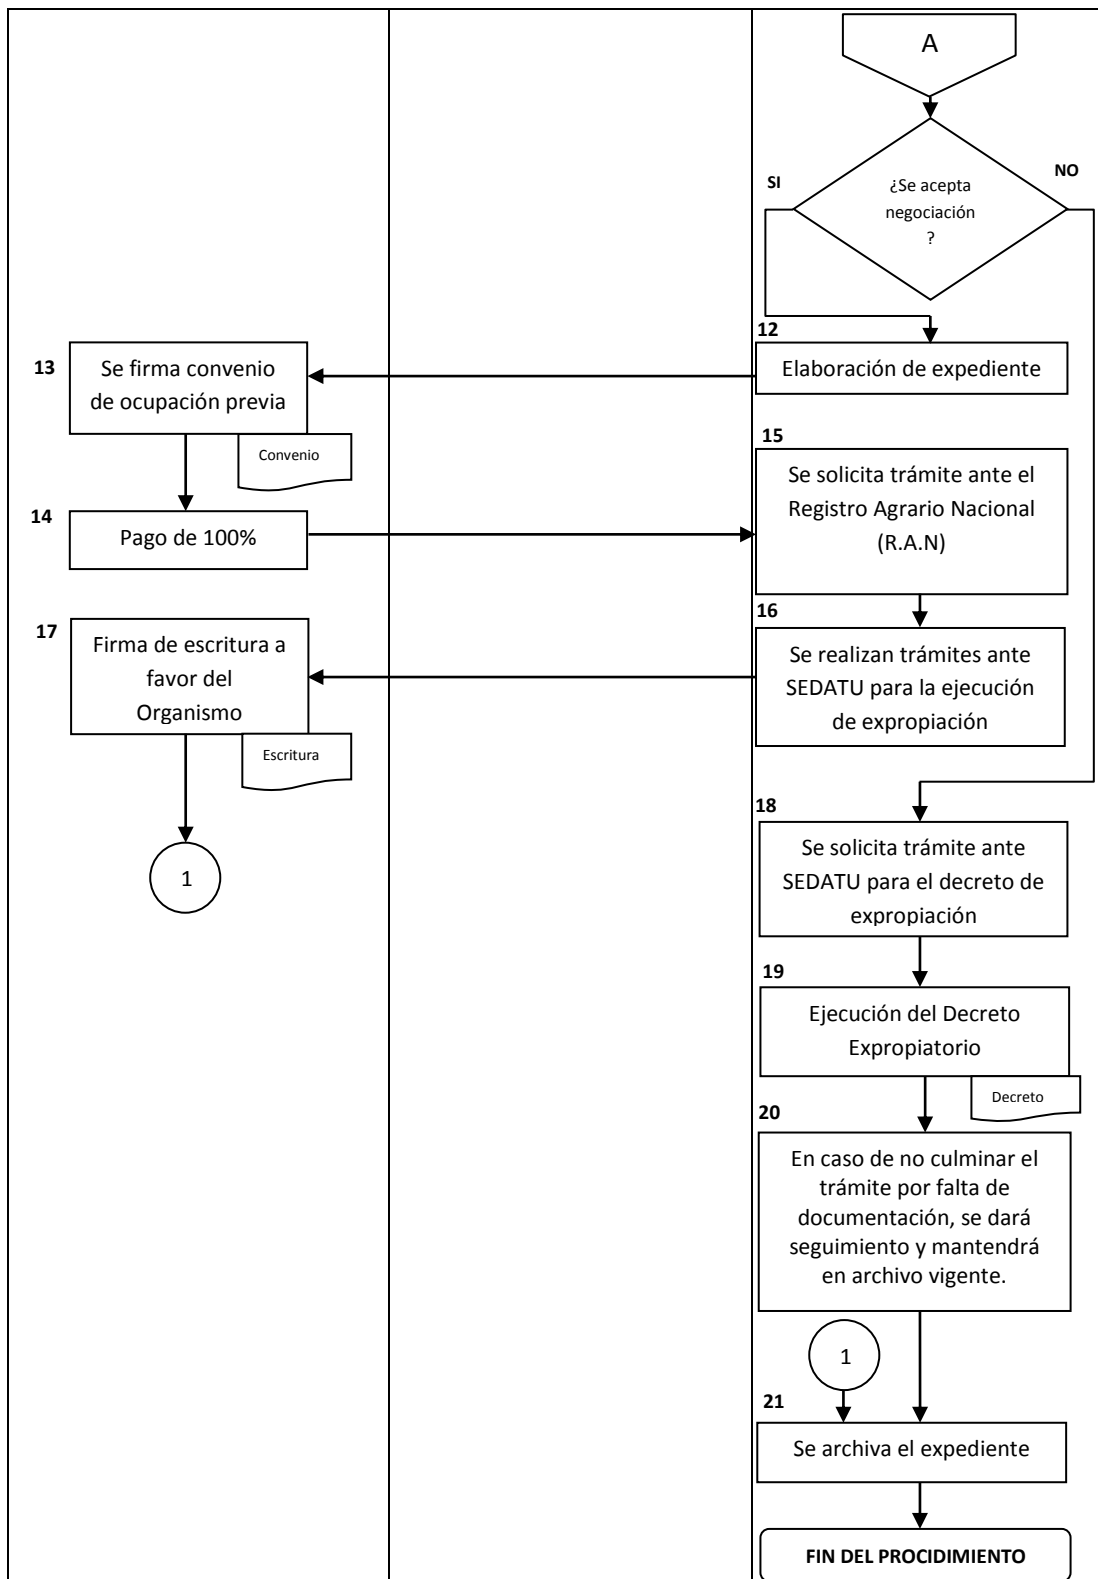 A
¿Se acepta
negociación
?
SI
NO
12
Elaboración de expediente
13
Se firma convenio
de ocupación previa
Convenio
14
Pago de 100%
15
Se solicita trámite ante el
Registro Agrario Nacional
(R.A.N)
16
Se realizan trámites ante
SEDATU para la ejecución
de expropiación
17
Firma de escritura a
favor del
Organismo
Escritura
1
18
Se solicita trámite ante
SEDATU para el decreto de
expropiación
19
Ejecución del Decreto
Expropiatorio
Decreto
20
En caso de no culminar el
trámite por falta de
documentación, se dará
seguimiento y mantendrá
en archivo vigente.
1
21
Se archiva el expediente
FIN DEL PROCIDIMIENTO